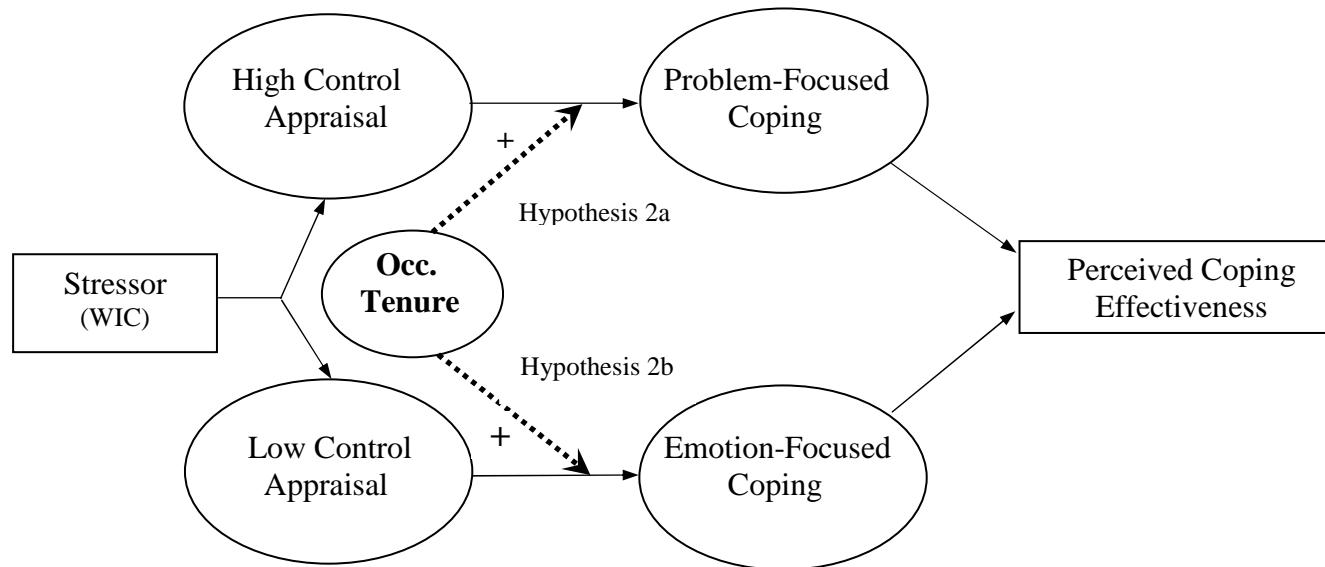 High Control
Appraisal
Problem-Focused
Coping
+
Hypothesis 2a
Stressor
(WIC)
Occ.
Tenure
Perceived Coping
Effectiveness
Hypothesis 2b
+
Low Control
Appraisal
Emotion-Focused
Coping